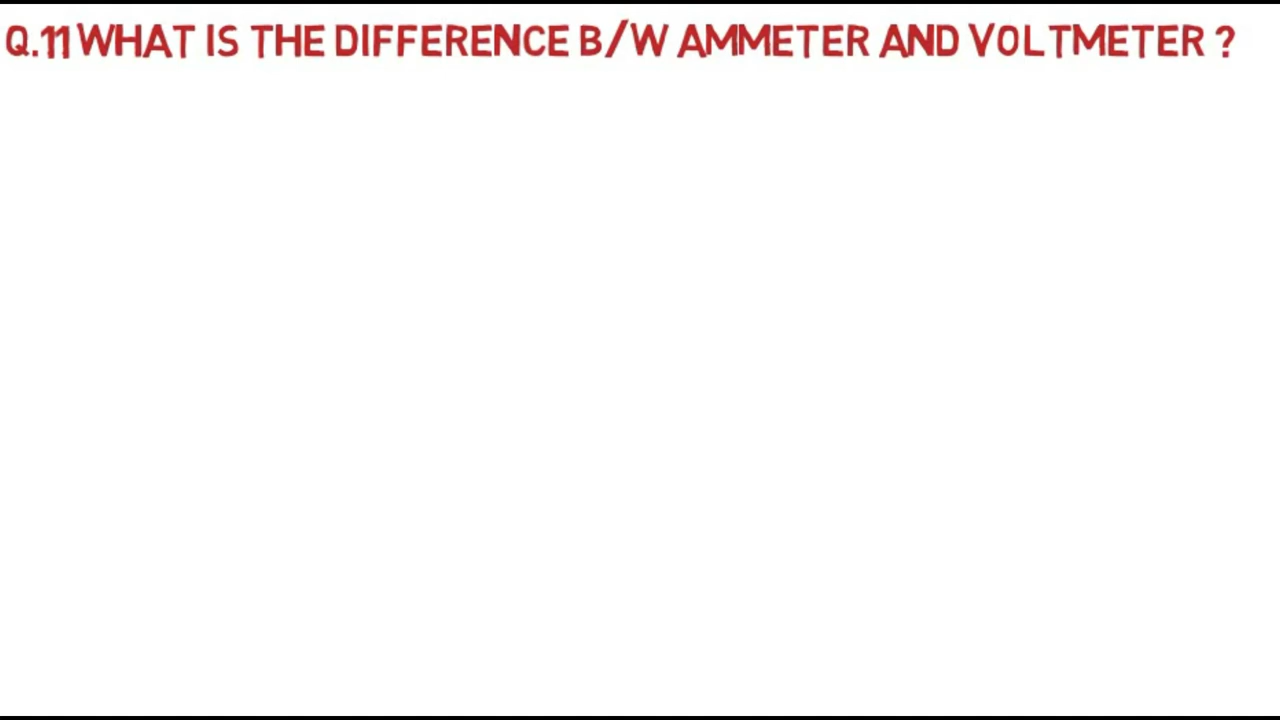 Q.11 WHAT IS THE DIFFERENCE B/W AMMETER AND VOLTMETER ?